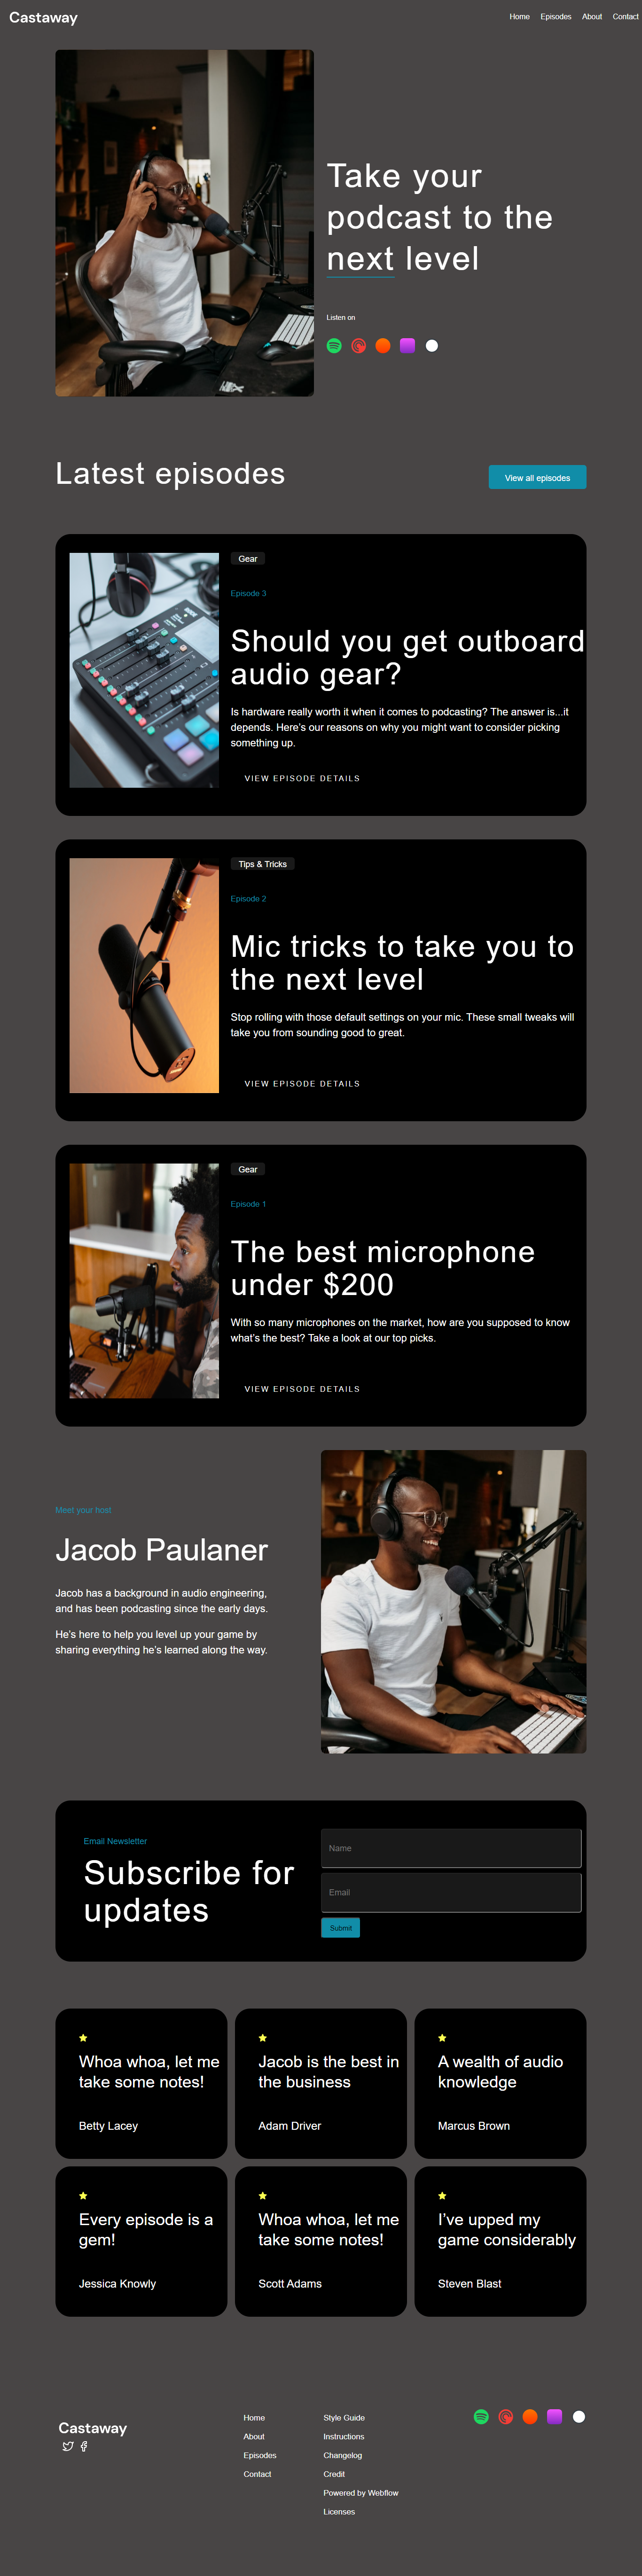 Castaway
Home
Episodes
About
Contact
Take your
podcast to the
next level
Listen on
Latest episodes
View all episodes
Gear
Episode 3
Should you get outboard
audio gear?
Is hardware really worth it when it comes to podcasting? The answer is...it
depends. Here's our reasons on why you might want to consider picking
something up.
VIEW EPISODE DETAILS
Tips & Tricks
Episode 2
Mic tricks to take you to
the next level
Stop rolling with those default settings on your mic. These small tweaks will
take you from sounding good to great.
VIEW EPISODE DETAILS
Gear
Episode 1
The best microphone
under $200
With so many microphones on the market, how are you supposed to know
what's the best? Take a look at our top picks.
VIEW EPISODE DETAILS
Meet your host
Jacob Paulaner
Jacob has a background in audio engineering,
and has been podcasting since the early days.
He's here to help you level up your game by
sharing everything he's learned along the way.
Email Newsletter
Subscribe for
updates
Name
Email
Submit
Whoa whoa, let me
take some notes!
Betty Lacey
Jacob is the best in
the business
Adam Driver
A wealth of audio
knowledge
Marcus Brown
Every episode is a
gem!
Jessica Knowly
Whoa whoa, let me
take some notes!
Scott Adams
I've upped my
game considerably
Steven Blast
Castaway
Home
About
Episodes
Contact
Style Guide
Instructions
Changelog
Credit
Powered by Webflow
Licenses